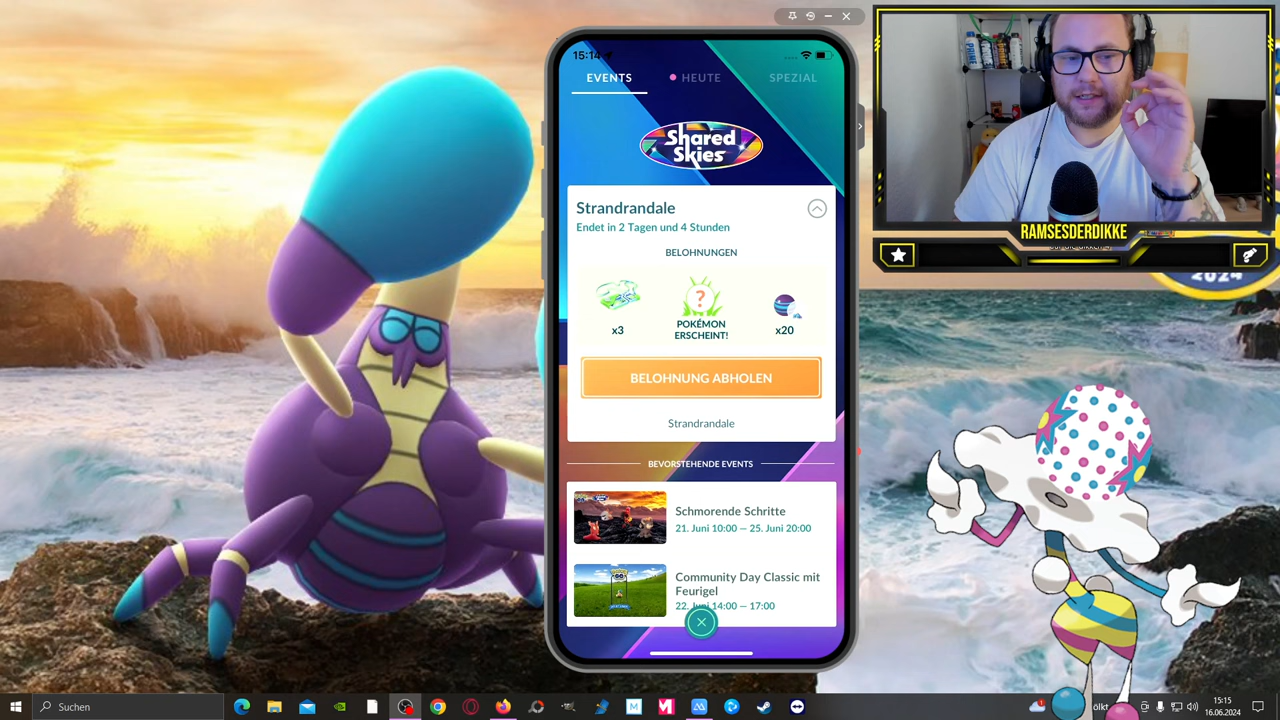 15:14
EVENTS
HEUTE
SPEZIAL
Shared
Skies
Strandrandale
Endet in 2 Tagen und 4 Stunden
BELOHNUNGEN
?
x3
POKÉMON
ERSCHEINT!
x20
BELOHNUNG ABHOLEN
Strandrandale
BEVORSTEHENDE EVENTS
Schmorende Schritte
21. Juni 10:00 — 25. Juni 20:00
Community Day Classic mit
Feurigel
22. Juni 14:00 — 17:00
RAMSESDERDIKKE
2024
Suchen
15:15
16.06.2024